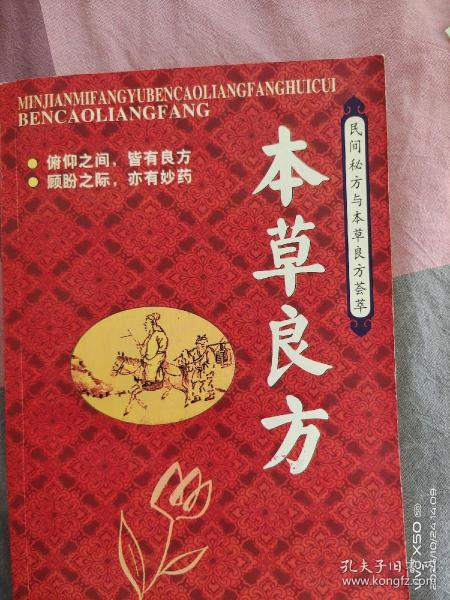 MINJIANMIFANGYUBENCAOLIANGFANGHUICUI
BENCAOLIANGFANG
俯仰之间，皆有良方
顾盼之际，亦有妙药
民间秘方与本草良方荟萃
本草良方
孔夫子旧书网
www.kongfz.com